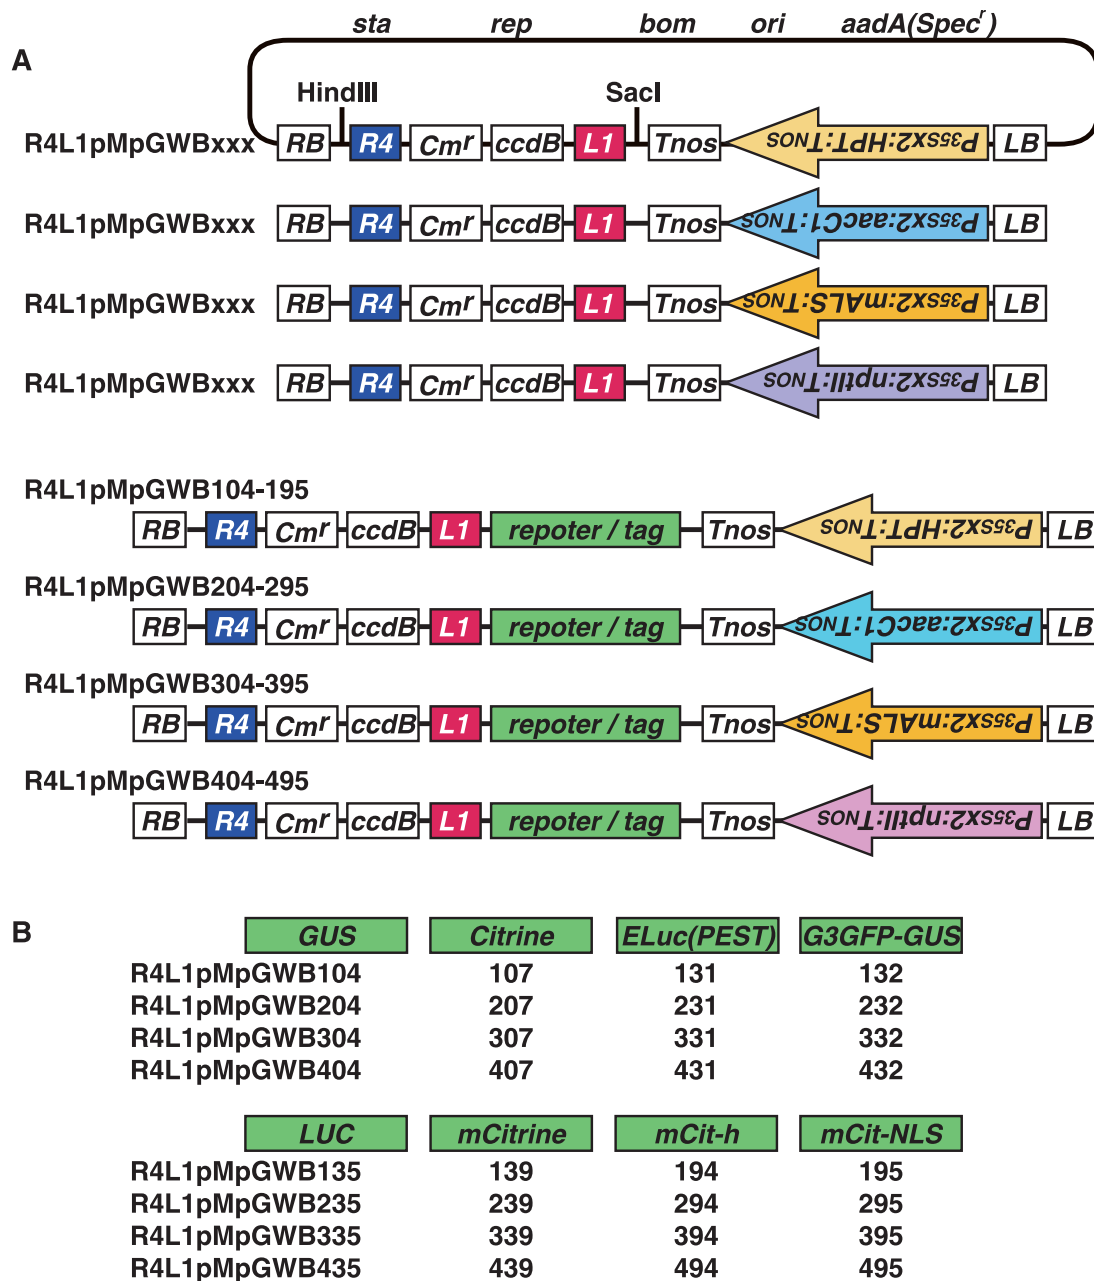 sta rep bom ori aadA(Specʳ)
A
HindIII SacI
R4L1pMpGWBxxx RB R4 Cmʳ ccdB L1 Tnos P35Sx2:HPT:TNOS LB
R4L1pMpGWBxxx RB R4 Cmʳ ccdB L1 Tnos P35Sx2:aacC1:TNOS LB
R4L1pMpGWBxxx RB R4 Cmʳ ccdB L1 Tnos P35Sx2:mALS:TNOS LB
R4L1pMpGWBxxx RB R4 Cmʳ ccdB L1 Tnos P35Sx2:nptII:TNOS LB
R4L1pMpGWB104-195
RB R4 Cmʳ ccdB L1 repoter / tag Tnos P35Sx2:HPT:TNOS LB
R4L1pMpGWB204-295
RB R4 Cmʳ ccdB L1 repoter / tag Tnos P35Sx2:aacC1:TNOS LB
R4L1pMpGWB304-395
RB R4 Cmʳ ccdB L1 repoter / tag Tnos P35Sx2:mALS:TNOS LB
R4L1pMpGWB404-495
RB R4 Cmʳ ccdB L1 repoter / tag Tnos P35Sx2:nptII:TNOS LB
B
GUS Citrine ELuc(PEST) G3GFP-GUS
R4L1pMpGWB104 107 131 132
R4L1pMpGWB204 207 231 232
R4L1pMpGWB304 307 331 332
R4L1pMpGWB404 407 431 432
LUC mCitrine mCit-h mCit-NLS
R4L1pMpGWB135 139 194 195
R4L1pMpGWB235 239 294 295
R4L1pMpGWB335 339 394 395
R4L1pMpGWB435 439 494 495